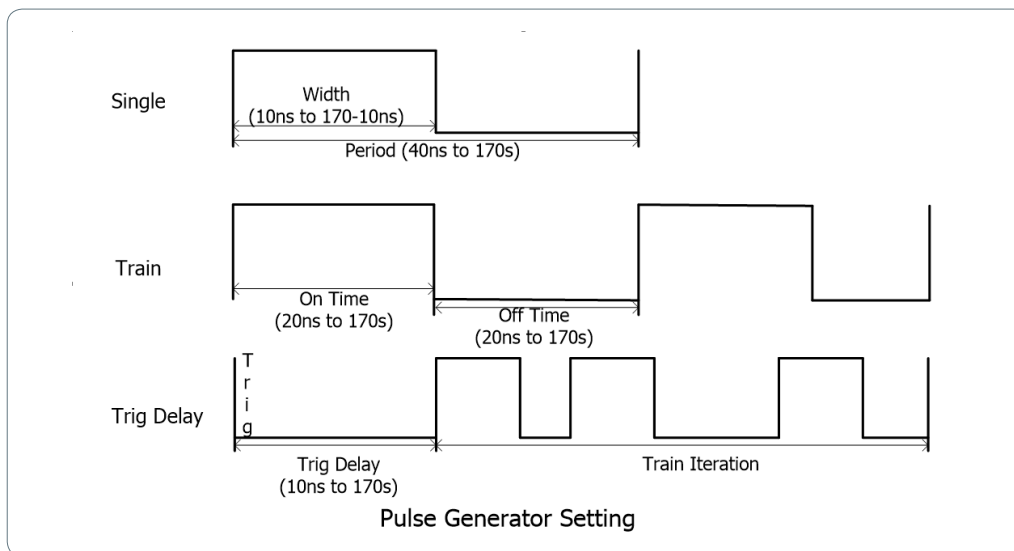 Single
Width
(10ns to 170-10ns)
Period (40ns to 170s)
Train
On Time
(20ns to 170s)
Off Time
(20ns to 170s)
Trig
Trig Delay
Trig Delay
(10ns to 170s)
Train Iteration
Pulse Generator Setting